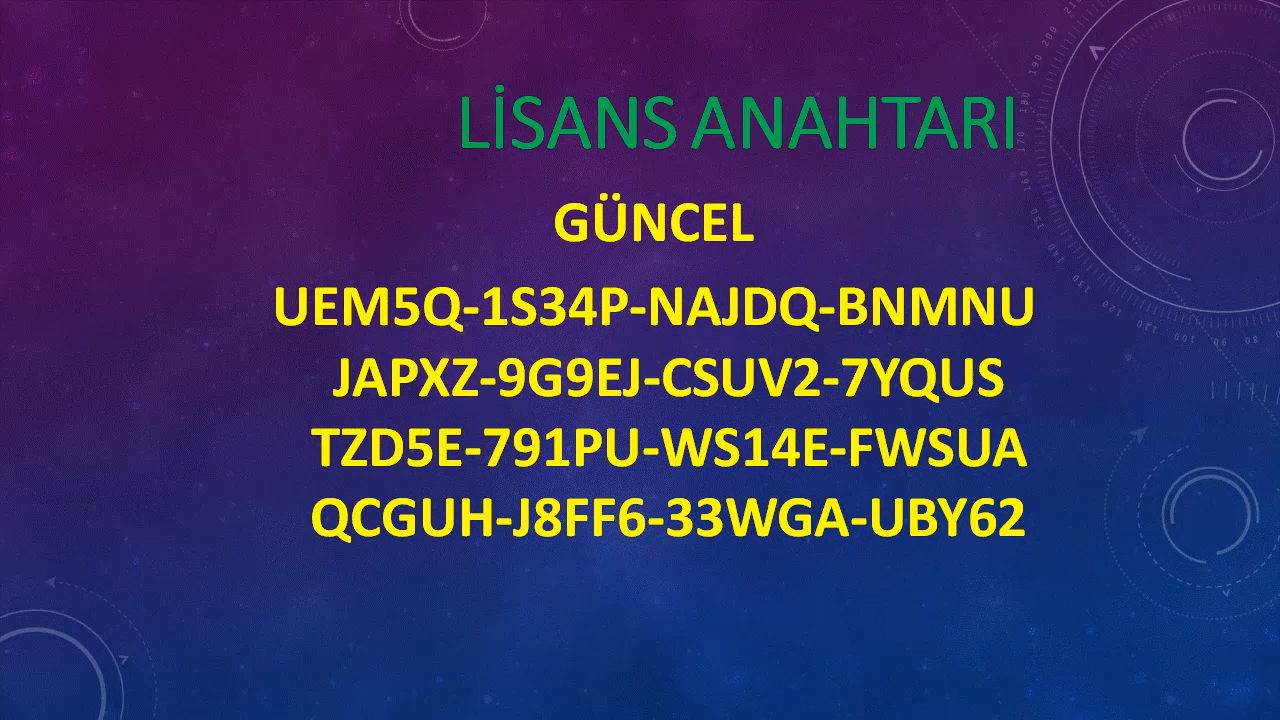 LİSANS ANAHTARI
GÜNCEL
UEM5Q-1S34P-NAJDQ-BNMNU
JAPXZ-9G9EJ-CSUV2-7YQUS
TZD5E-791PU-WS14E-FWSUA
QCGUH-J8FF6-33WGA-UBY62